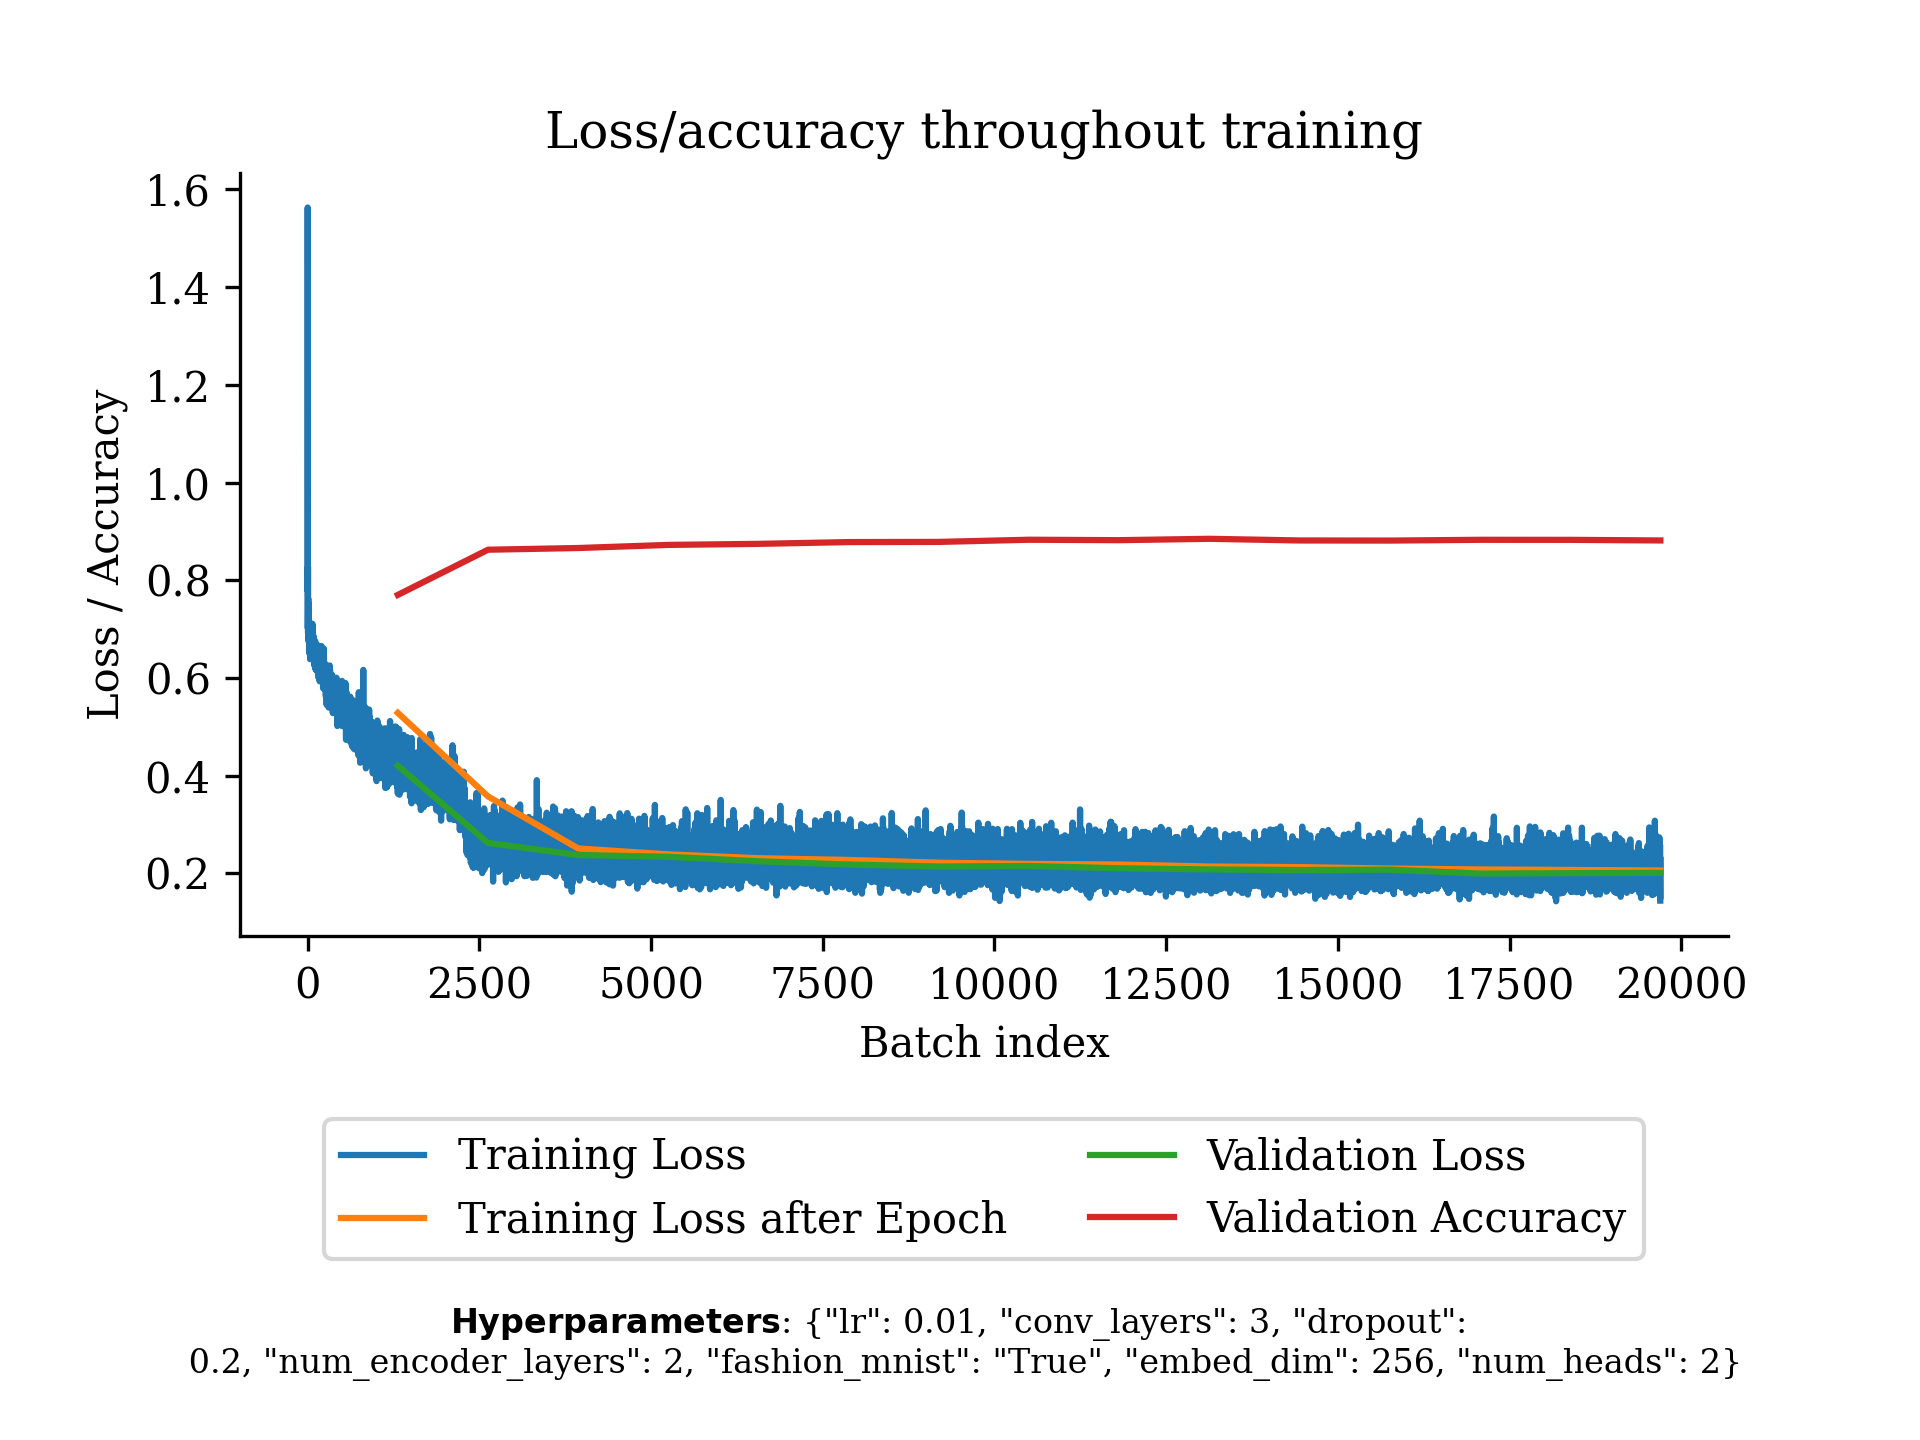 Loss/accuracy throughout training
1.6
1.4
1.2
1.0
0.8
0.6
0.4
0.2
Loss / Accuracy
0 2500 5000 7500 10000 12500 15000 17500 20000
Batch index
Training Loss
Training Loss after Epoch
Validation Loss
Validation Accuracy
Hyperparameters: {"lr": 0.01, "conv_layers": 3, "dropout":
0.2, "num_encoder_layers": 2, "fashion_mnist": "True", "embed_dim": 256, "num_heads": 2}